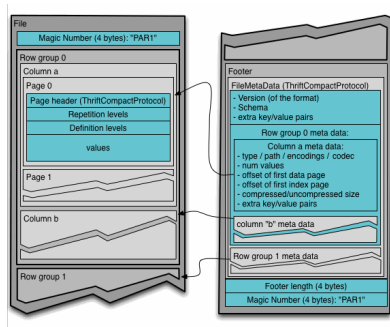 File
Magic Number (4 bytes): "PAR1"
Row group 0
Column a
Page 0
Page header (ThriftCompactProtocol)
Repetition levels
Definition levels
values
Page 1
Column b
Row group 1
Footer
FileMetaData (ThriftCompactProtocol)
- Version (of the format)
- Schema
- extra key/value pairs
Row group 0 meta data:
Column a meta data:
- type / path / encodings / codec
- num values
- offset of first data page
- offset of first index page
- compressed/uncompressed size
- extra key/value pairs
column "b" meta data
Row group 1 meta data
Footer length (4 bytes)
Magic Number (4 bytes): "PAR1"